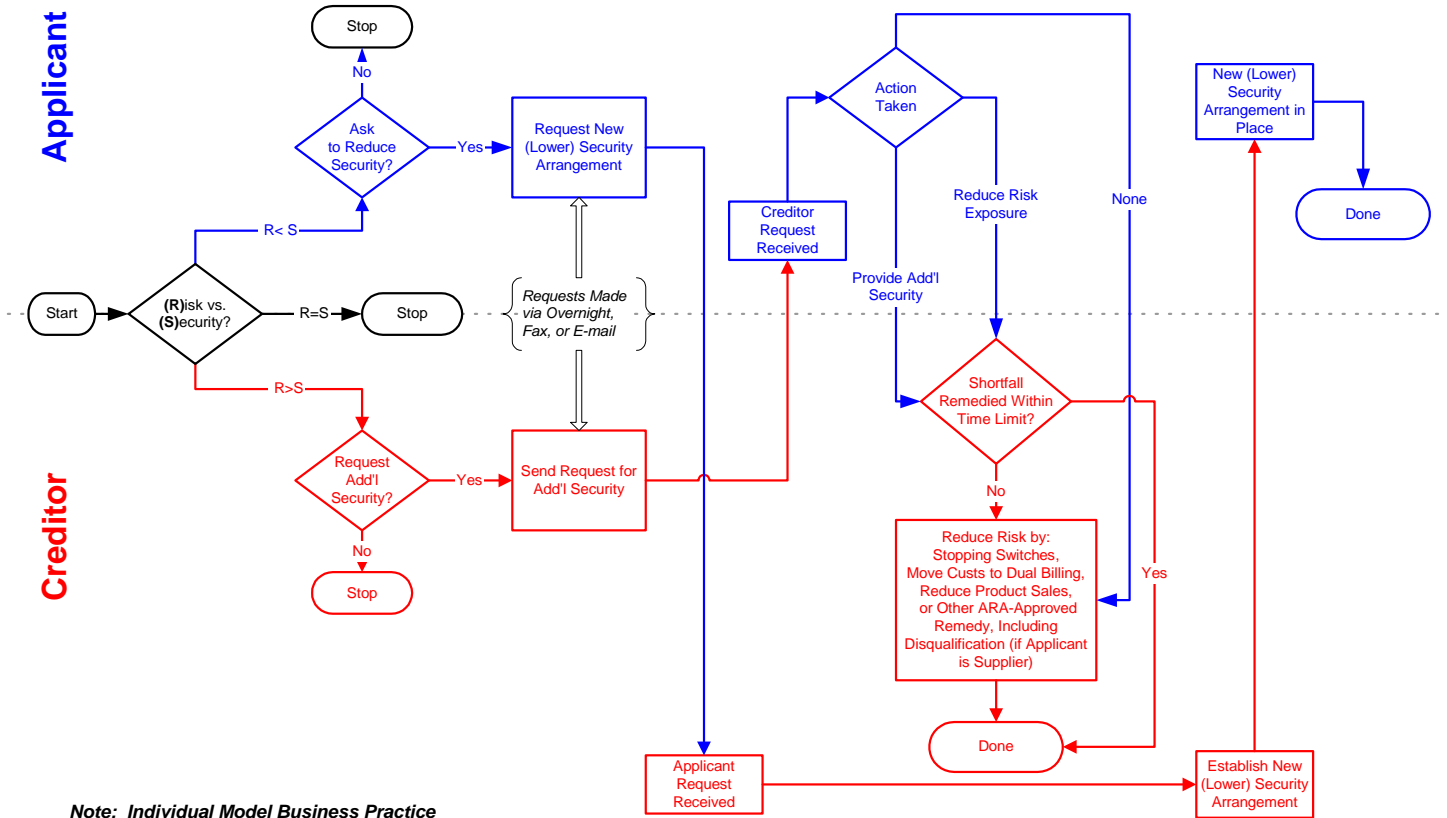 Applicant
Stop
No
Ask
to Reduce
Security?
Yes
Request New
(Lower) Security
Arrangement
Action
Taken
New (Lower)
Security
Arrangement in
Place
Done
Reduce Risk
Exposure
None
Creditor
Request
Received
Provide Add'l
Security
R< S
Start
(R)isk vs.
(S)ecurity?
R=S
Stop
Requests Made
via Overnight,
Fax, or E-mail
R>S
Creditor
Request
Add'l
Security?
Yes
No
Stop
Send Request for
Add'l Security
Shortfall
Remedied Within
Time Limit?
No
Yes
Reduce Risk by:
Stopping Switches,
Move Custs to Dual Billing,
Reduce Product Sales,
or Other ARA-Approved
Remedy, Including
Disqualification (if Applicant
is Supplier)
Done
Applicant
Request
Received
Establish New
(Lower) Security
Arrangement
Note: Individual Model Business Practice